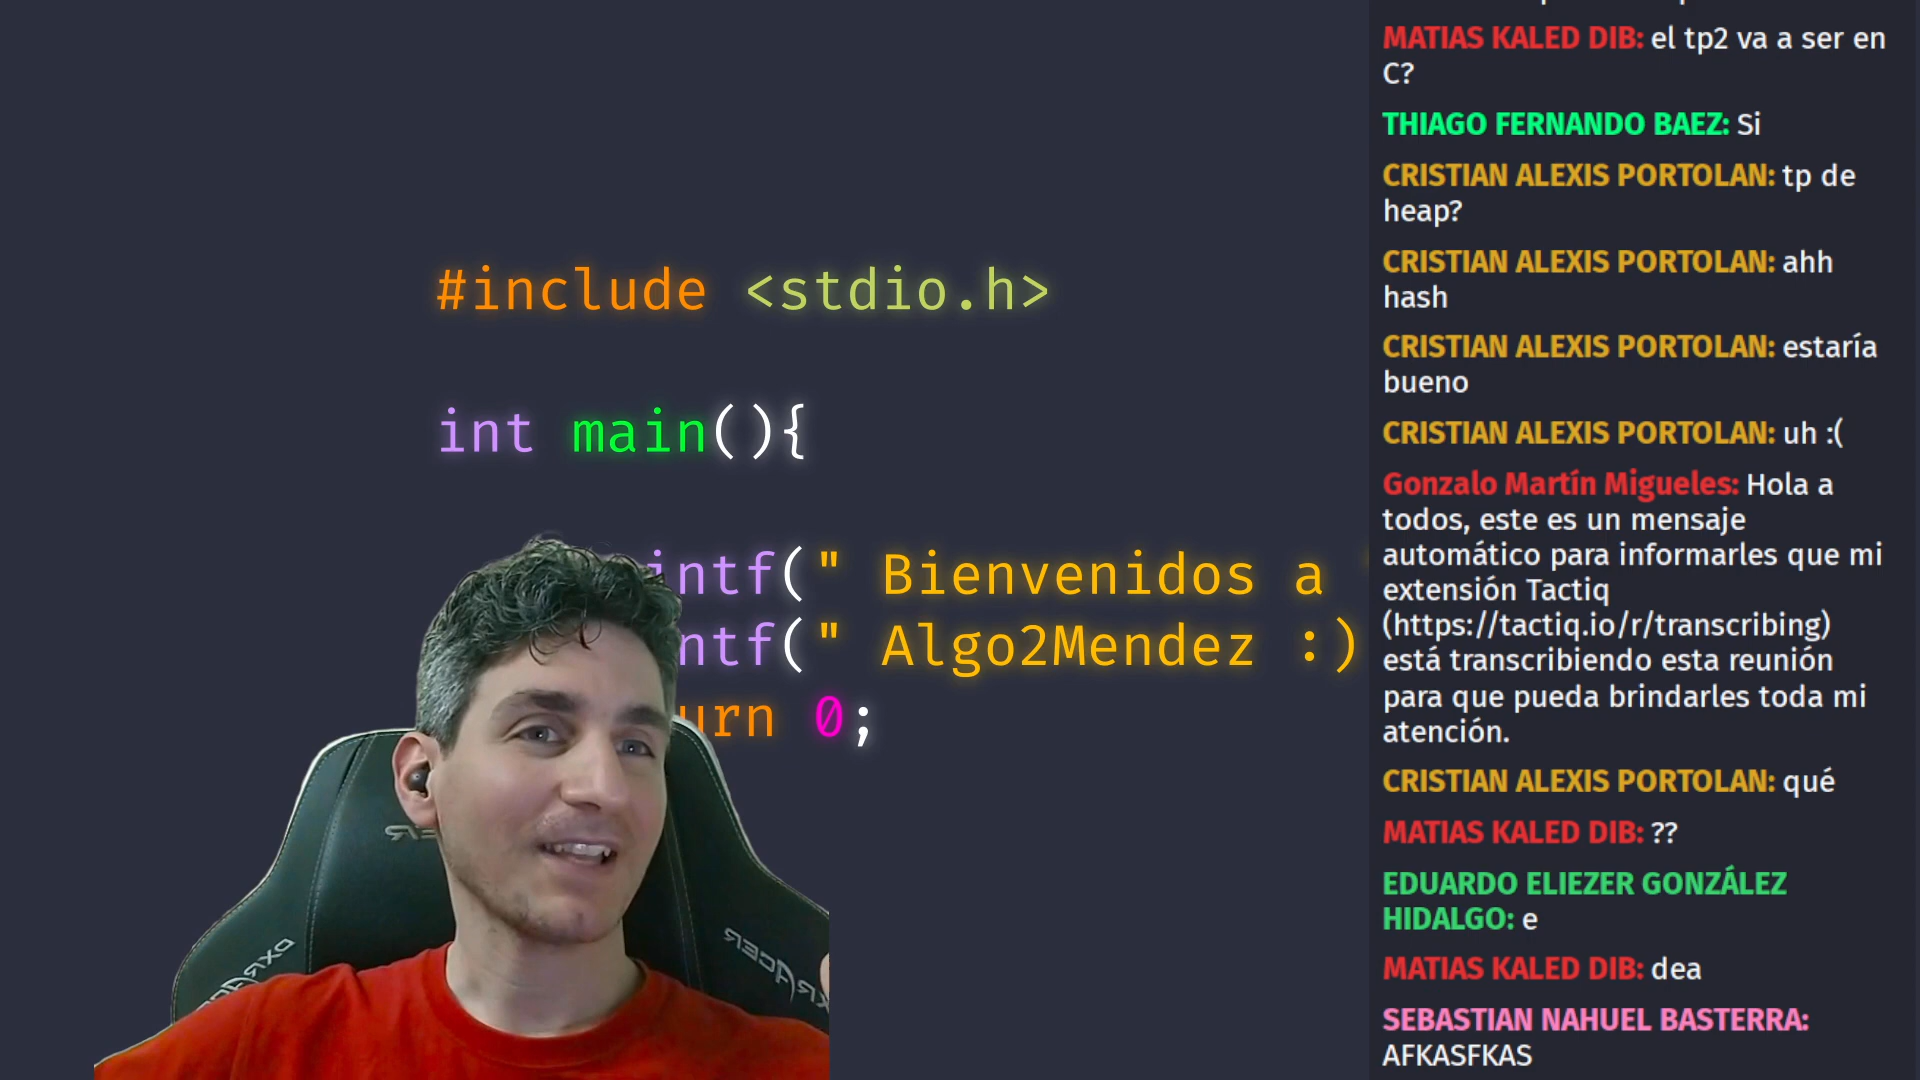 #include <stdio.h>
int main(){
intf(" Bienvenidos a
ntf(" Algo2Mendez :)
urn 0;
MATIAS KALED DIB: el tp2 va a ser en
C?
THIAGO FERNANDO BAEZ: Si
CRISTIAN ALEXIS PORTOLAN: tp de
heap?
CRISTIAN ALEXIS PORTOLAN: ahh
hash
CRISTIAN ALEXIS PORTOLAN: estaría
bueno
CRISTIAN ALEXIS PORTOLAN: uh :(
Gonzalo Martín Migueles: Hola a
todos, este es un mensaje
automático para informarles que mi
extensión Tactiq
(https://tactiq.io/r/transcribing)
está transcribiendo esta reunión
para que pueda brindarles toda mi
atención.
CRISTIAN ALEXIS PORTOLAN: qué
MATIAS KALED DIB: ??
EDUARDO ELIEZER GONZÁLEZ
HIDALGO: e
MATIAS KALED DIB: dea
SEBASTIAN NAHUEL BASTERRA:
AFKASFKAS